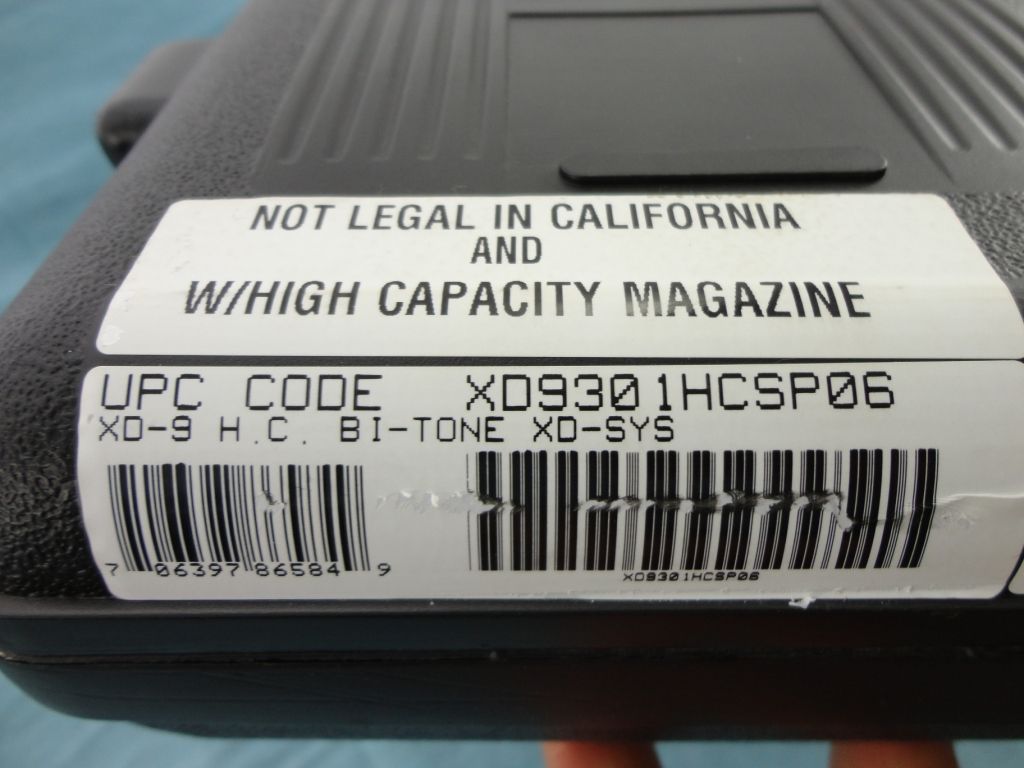 NOT LEGAL IN CALIFORNIA
AND
W/HIGH CAPACITY MAGAZINE
UPC CODE XD9301HCSP06
XD-9 H.C. BI-TONE XD-SYS
7 06397 86584 9
XD9301HCSP06